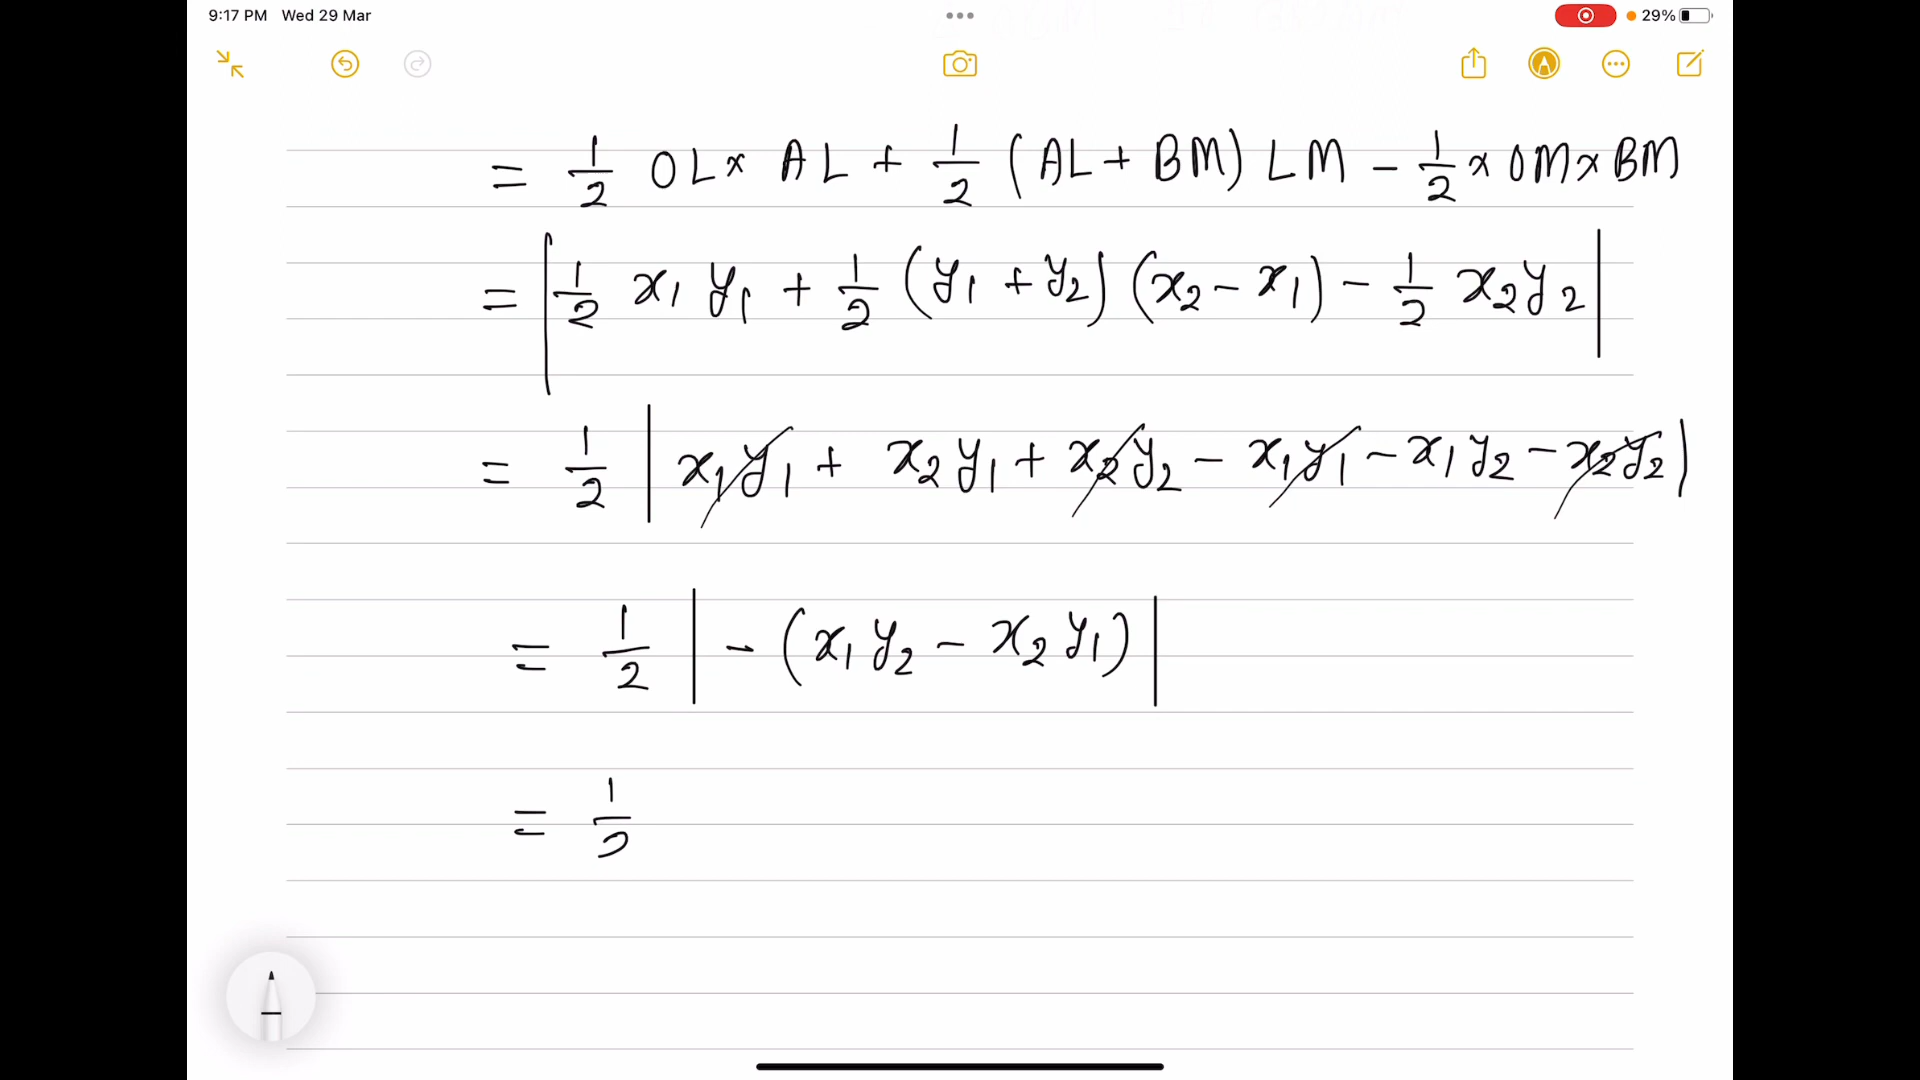 9:17 PM Wed 29 Mar
29%
= 1/2 OL × AL + 1/2 (AL + BM) LM - 1/2 × OM × BM
= | 1/2 x₁ y₁ + 1/2 (y₁ + y₂) (x₂ - x₁) - 1/2 x₂ y₂ |
= 1/2 | x₁ y₁ + x₂ y₁ + x₂ y₂ - x₁ y₁ - x₁ y₂ - x₂ y₂ |
= 1/2 | - (x₁ y₂ - x₂ y₁) |
= 1/2